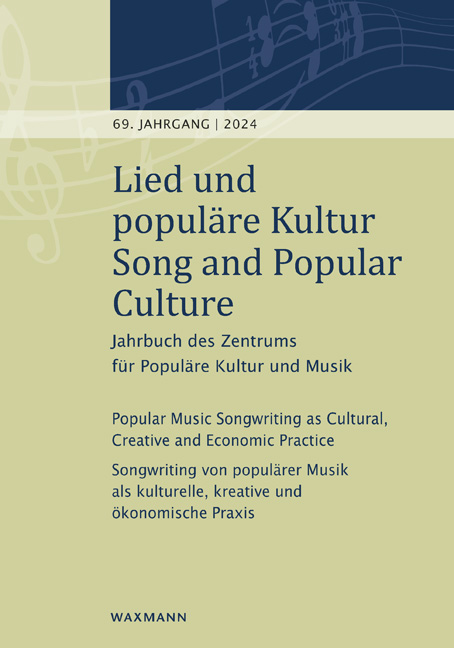 69. JAHRGANG | 2024
Lied und
populäre Kultur
Song and Popular
Culture
Jahrbuch des Zentrums
für Populäre Kultur und Musik
Popular Music Songwriting as Cultural,
Creative and Economic Practice
Songwriting von populärer Musik
als kulturelle, kreative und
ökonomische Praxis
WAXMANN